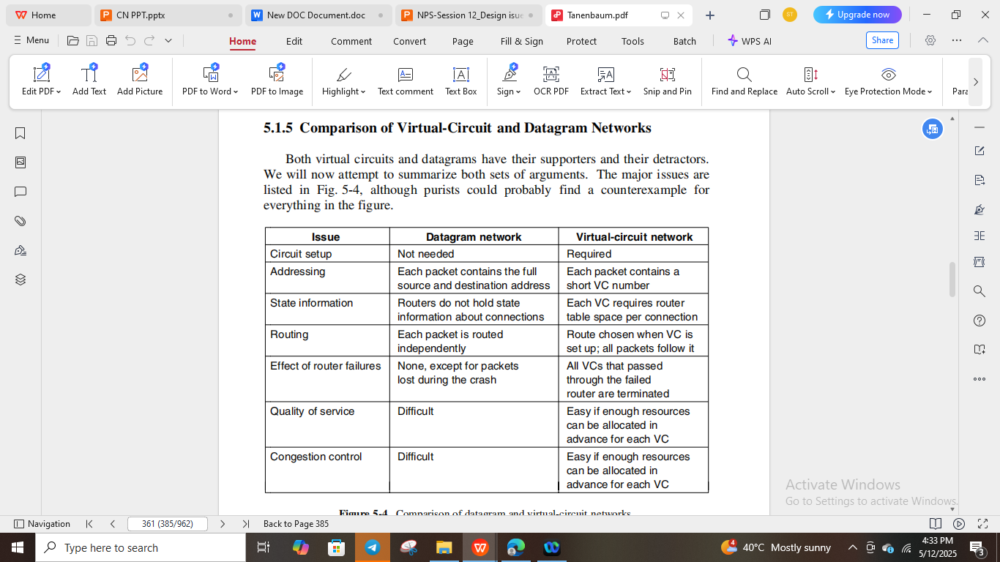 Home
CN PPT.pptx
New DOC Document.doc
NPS-Session 12_Design issue
Tanenbaum.pdf
ST
Upgrade now
Menu
Home
Edit
Comment
Convert
Page
Fill & Sign
Protect
Tools
Batch
WPS AI
Share
Edit PDF
Add Text
Add Picture
PDF to Word
PDF to Image
Highlight
Text comment
Text Box
Sign
OCR PDF
Extract Text
Snip and Pin
Find and Replace
Auto Scroll
Eye Protection Mode
Para
5.1.5 Comparison of Virtual-Circuit and Datagram Networks
Both virtual circuits and datagrams have their supporters and their detractors.
We will now attempt to summarize both sets of arguments. The major issues are
listed in Fig. 5-4, although purists could probably find a counterexample for
everything in the figure.
Issue Datagram network Virtual-circuit network
Circuit setup Not needed Required
Addressing Each packet contains the full Each packet contains a
source and destination address short VC number
State information Routers do not hold state Each VC requires router
information about connections table space per connection
Routing Each packet is routed Route chosen when VC is
independently set up; all packets follow it
Effect of router failures None, except for packets All VCs that passed
lost during the crash through the failed
router are terminated
Quality of service Difficult Easy if enough resources
can be allocated in
advance for each VC
Congestion control Difficult Easy if enough resources
can be allocated in
advance for each VC
Figure 5-4. Comparison of datagram and virtual-circuit networks
Activate Windows
Go to Settings to activate Windows.
Navigation
361 (385/962)
Back to Page 385
Type here to search
4
40°C Mostly sunny
4:33 PM
5/12/2025
3